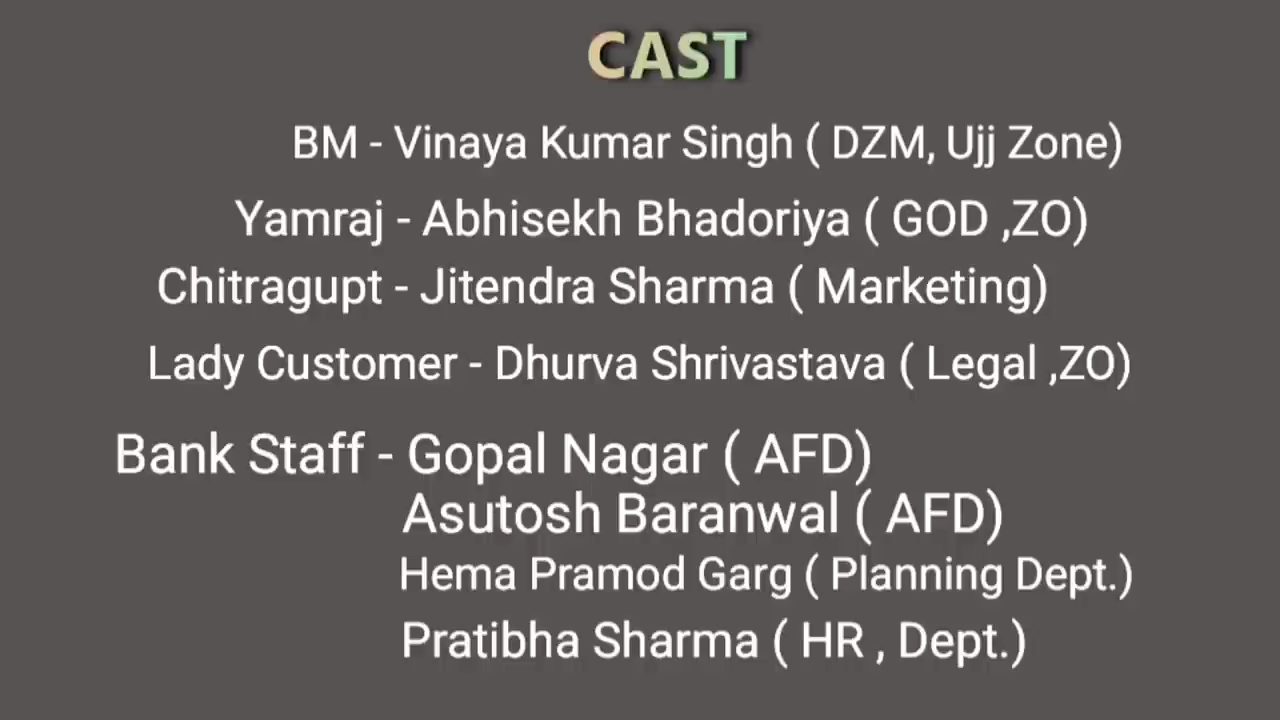 CAST
BM - Vinaya Kumar Singh ( DZM, Ujj Zone)
Yamraj - Abhisekh Bhadoriya ( GOD ,ZO)
Chitragupt - Jitendra Sharma ( Marketing)
Lady Customer - Dhurva Shrivastava ( Legal ,ZO)
Bank Staff - Gopal Nagar ( AFD)
Asutosh Baranwal ( AFD)
Hema Pramod Garg ( Planning Dept.)
Pratibha Sharma ( HR , Dept.)